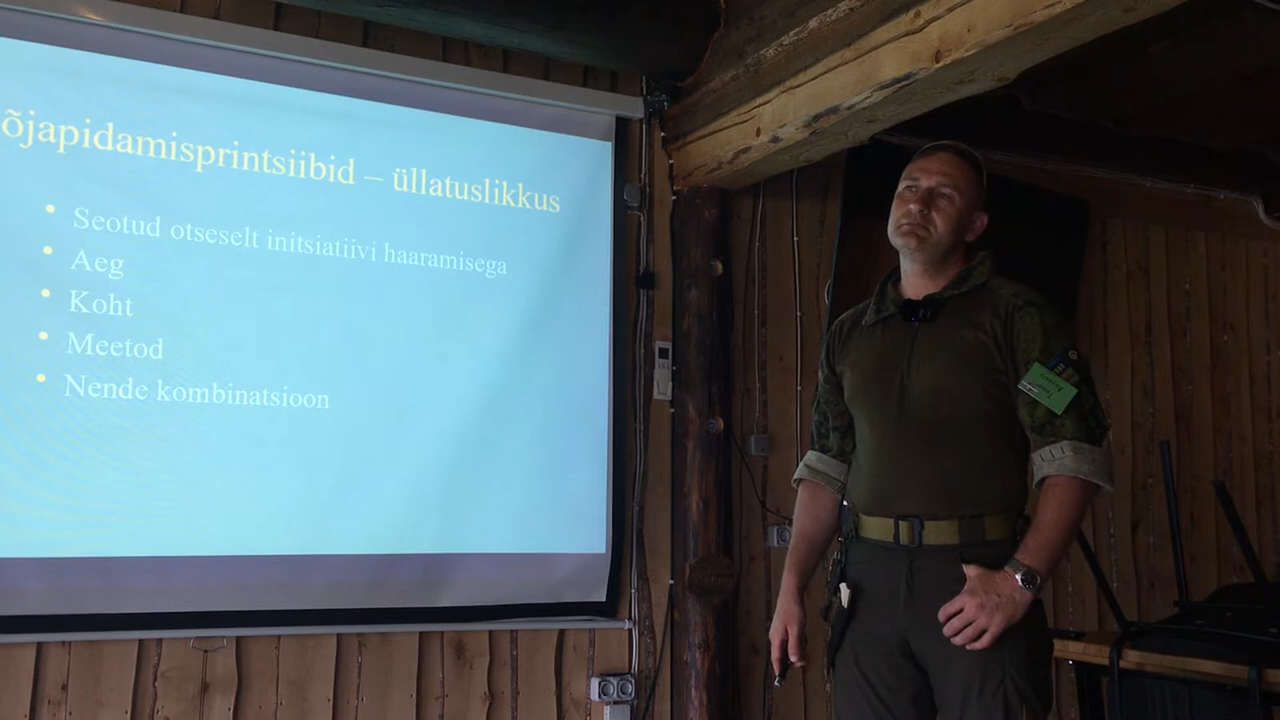 õjapidamisprintsiibid – üllatuslikkus
• Seotud otseselt initsiatiivi haaramisega
• Aeg
• Koht
• Meetod
• Nende kombinatsioon